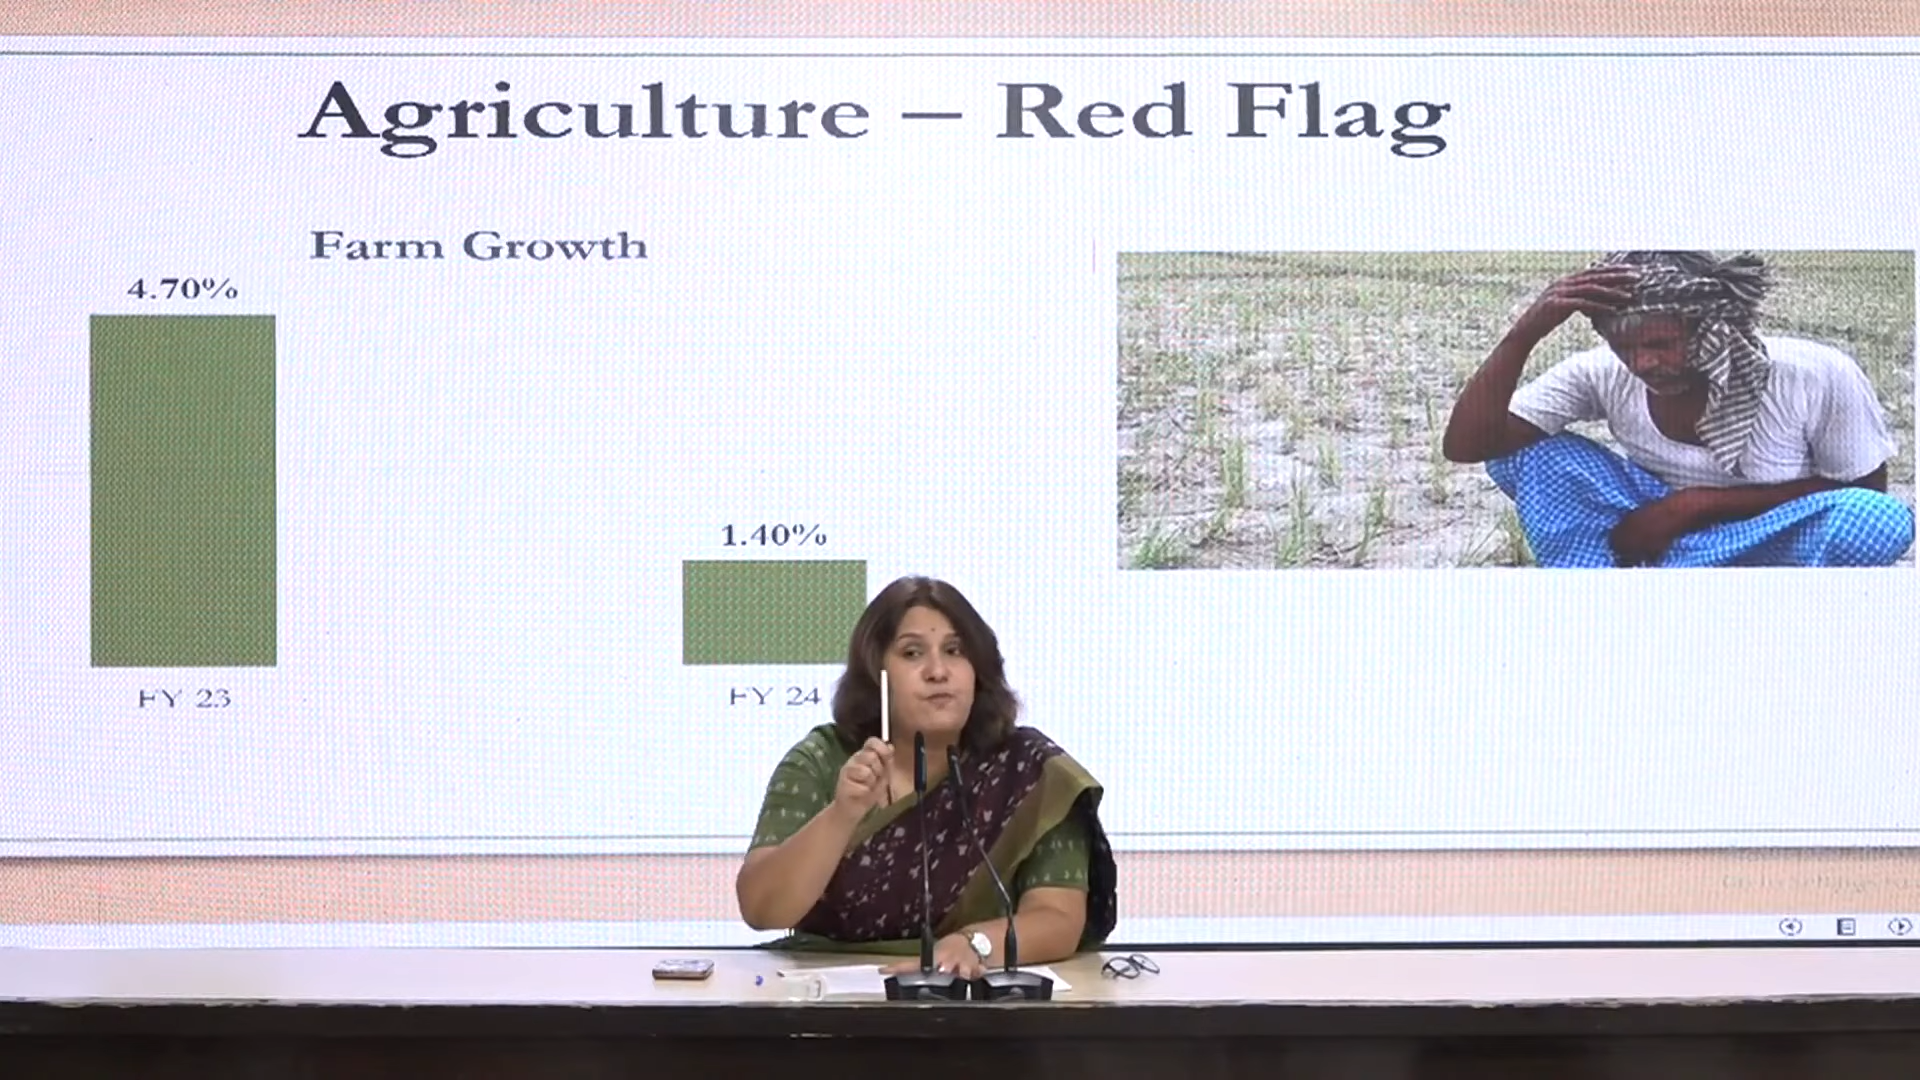 Agriculture – Red Flag
Farm Growth
4.70%
1.40%
FY 23
FY 24